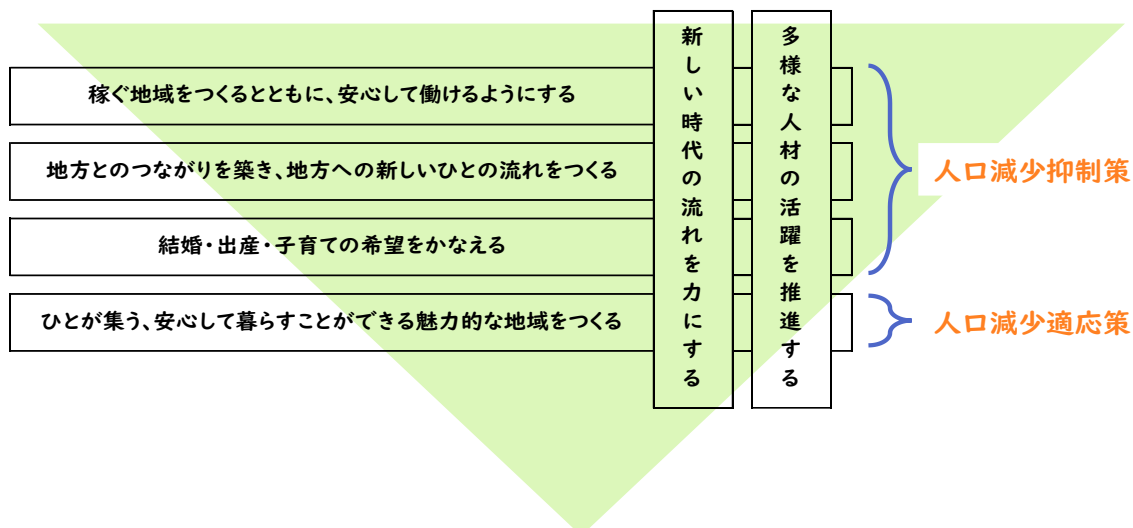 稼ぐ地域をつくるとともに、安心して働けるようにする
地方とのつながりを築き、地方への新しいひとの流れをつくる
結婚・出産・子育ての希望をかなえる
ひとが集う、安心して暮らすことができる魅力的な地域をつくる
新しい時代の流れを力にする
多様な人材の活躍を推進する
人口減少抑制策
人口減少適応策